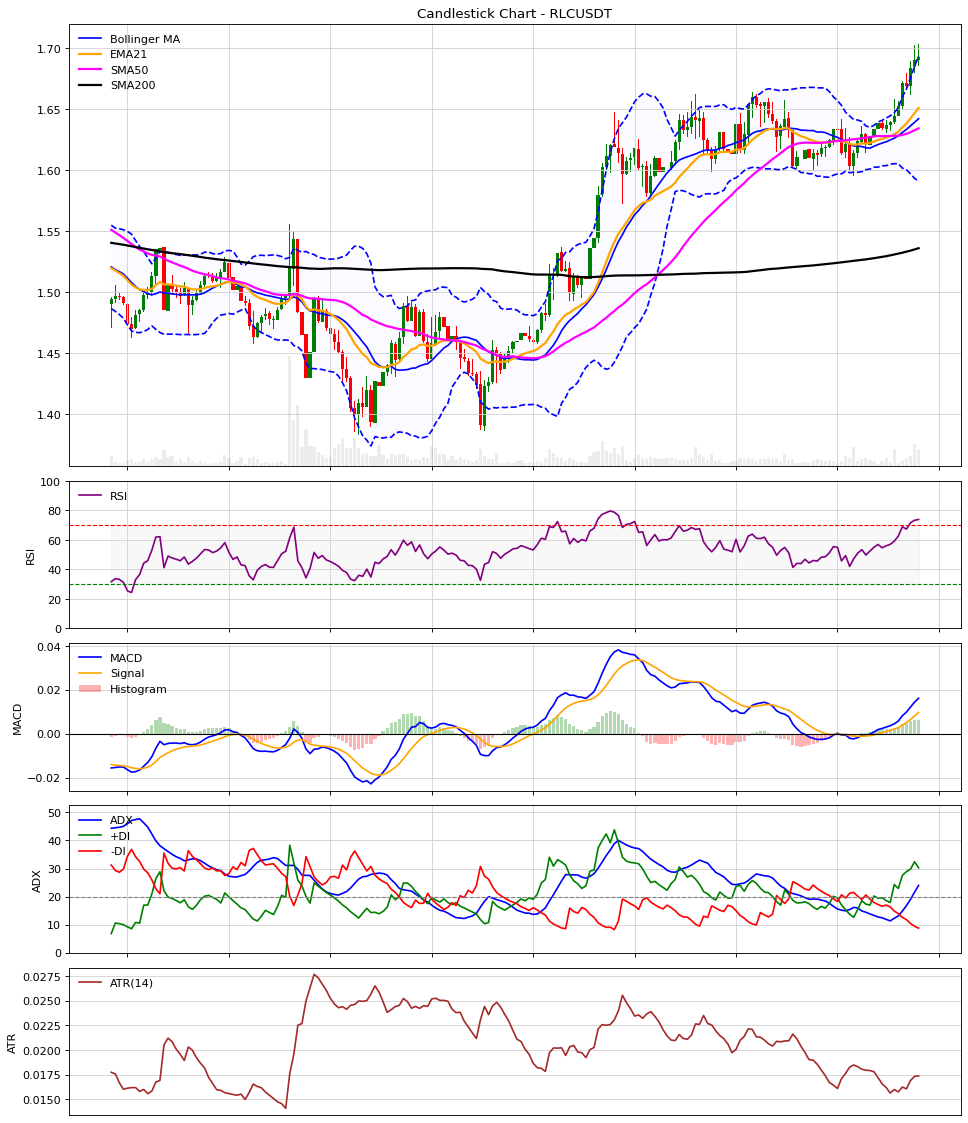 Candlestick Chart - RLCUSDT
Bollinger MA
EMA21
SMA50
SMA200
1.70
1.65
1.60
1.55
1.50
1.45
1.40
RSI
RSI
100
80
60
40
20
0
MACD
Signal
Histogram
MACD
0.04
0.02
0.00
−0.02
ADX
+DI
-DI
ADX
50
40
30
20
10
0
ATR(14)
ATR
0.0275
0.0250
0.0225
0.0200
0.0175
0.0150